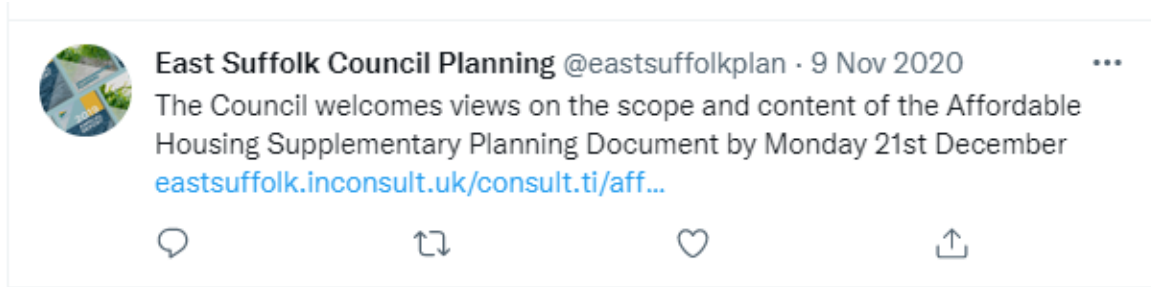 East Suffolk Council Planning @eastsuffolkplan · 9 Nov 2020
The Council welcomes views on the scope and content of the Affordable
Housing Supplementary Planning Document by Monday 21st December
eastsuffolk.inconsult.uk/consult.ti/aff...